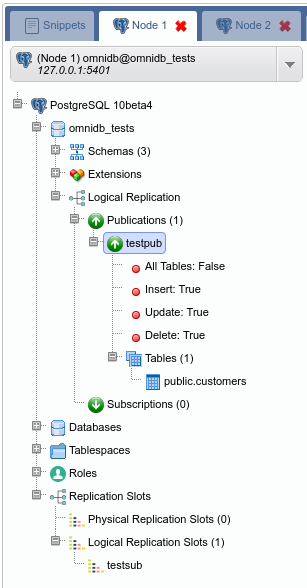 Snippets
Node 1
Node 2
(Node 1) omnidb@omnidb_tests
127.0.0.1:5401
PostgreSQL 10beta4
omnidb_tests
Schemas (3)
Extensions
Logical Replication
Publications (1)
testpub
All Tables: False
Insert: True
Update: True
Delete: True
Tables (1)
public.customers
Subscriptions (0)
Databases
Tablespaces
Roles
Replication Slots
Physical Replication Slots (0)
Logical Replication Slots (1)
testsub